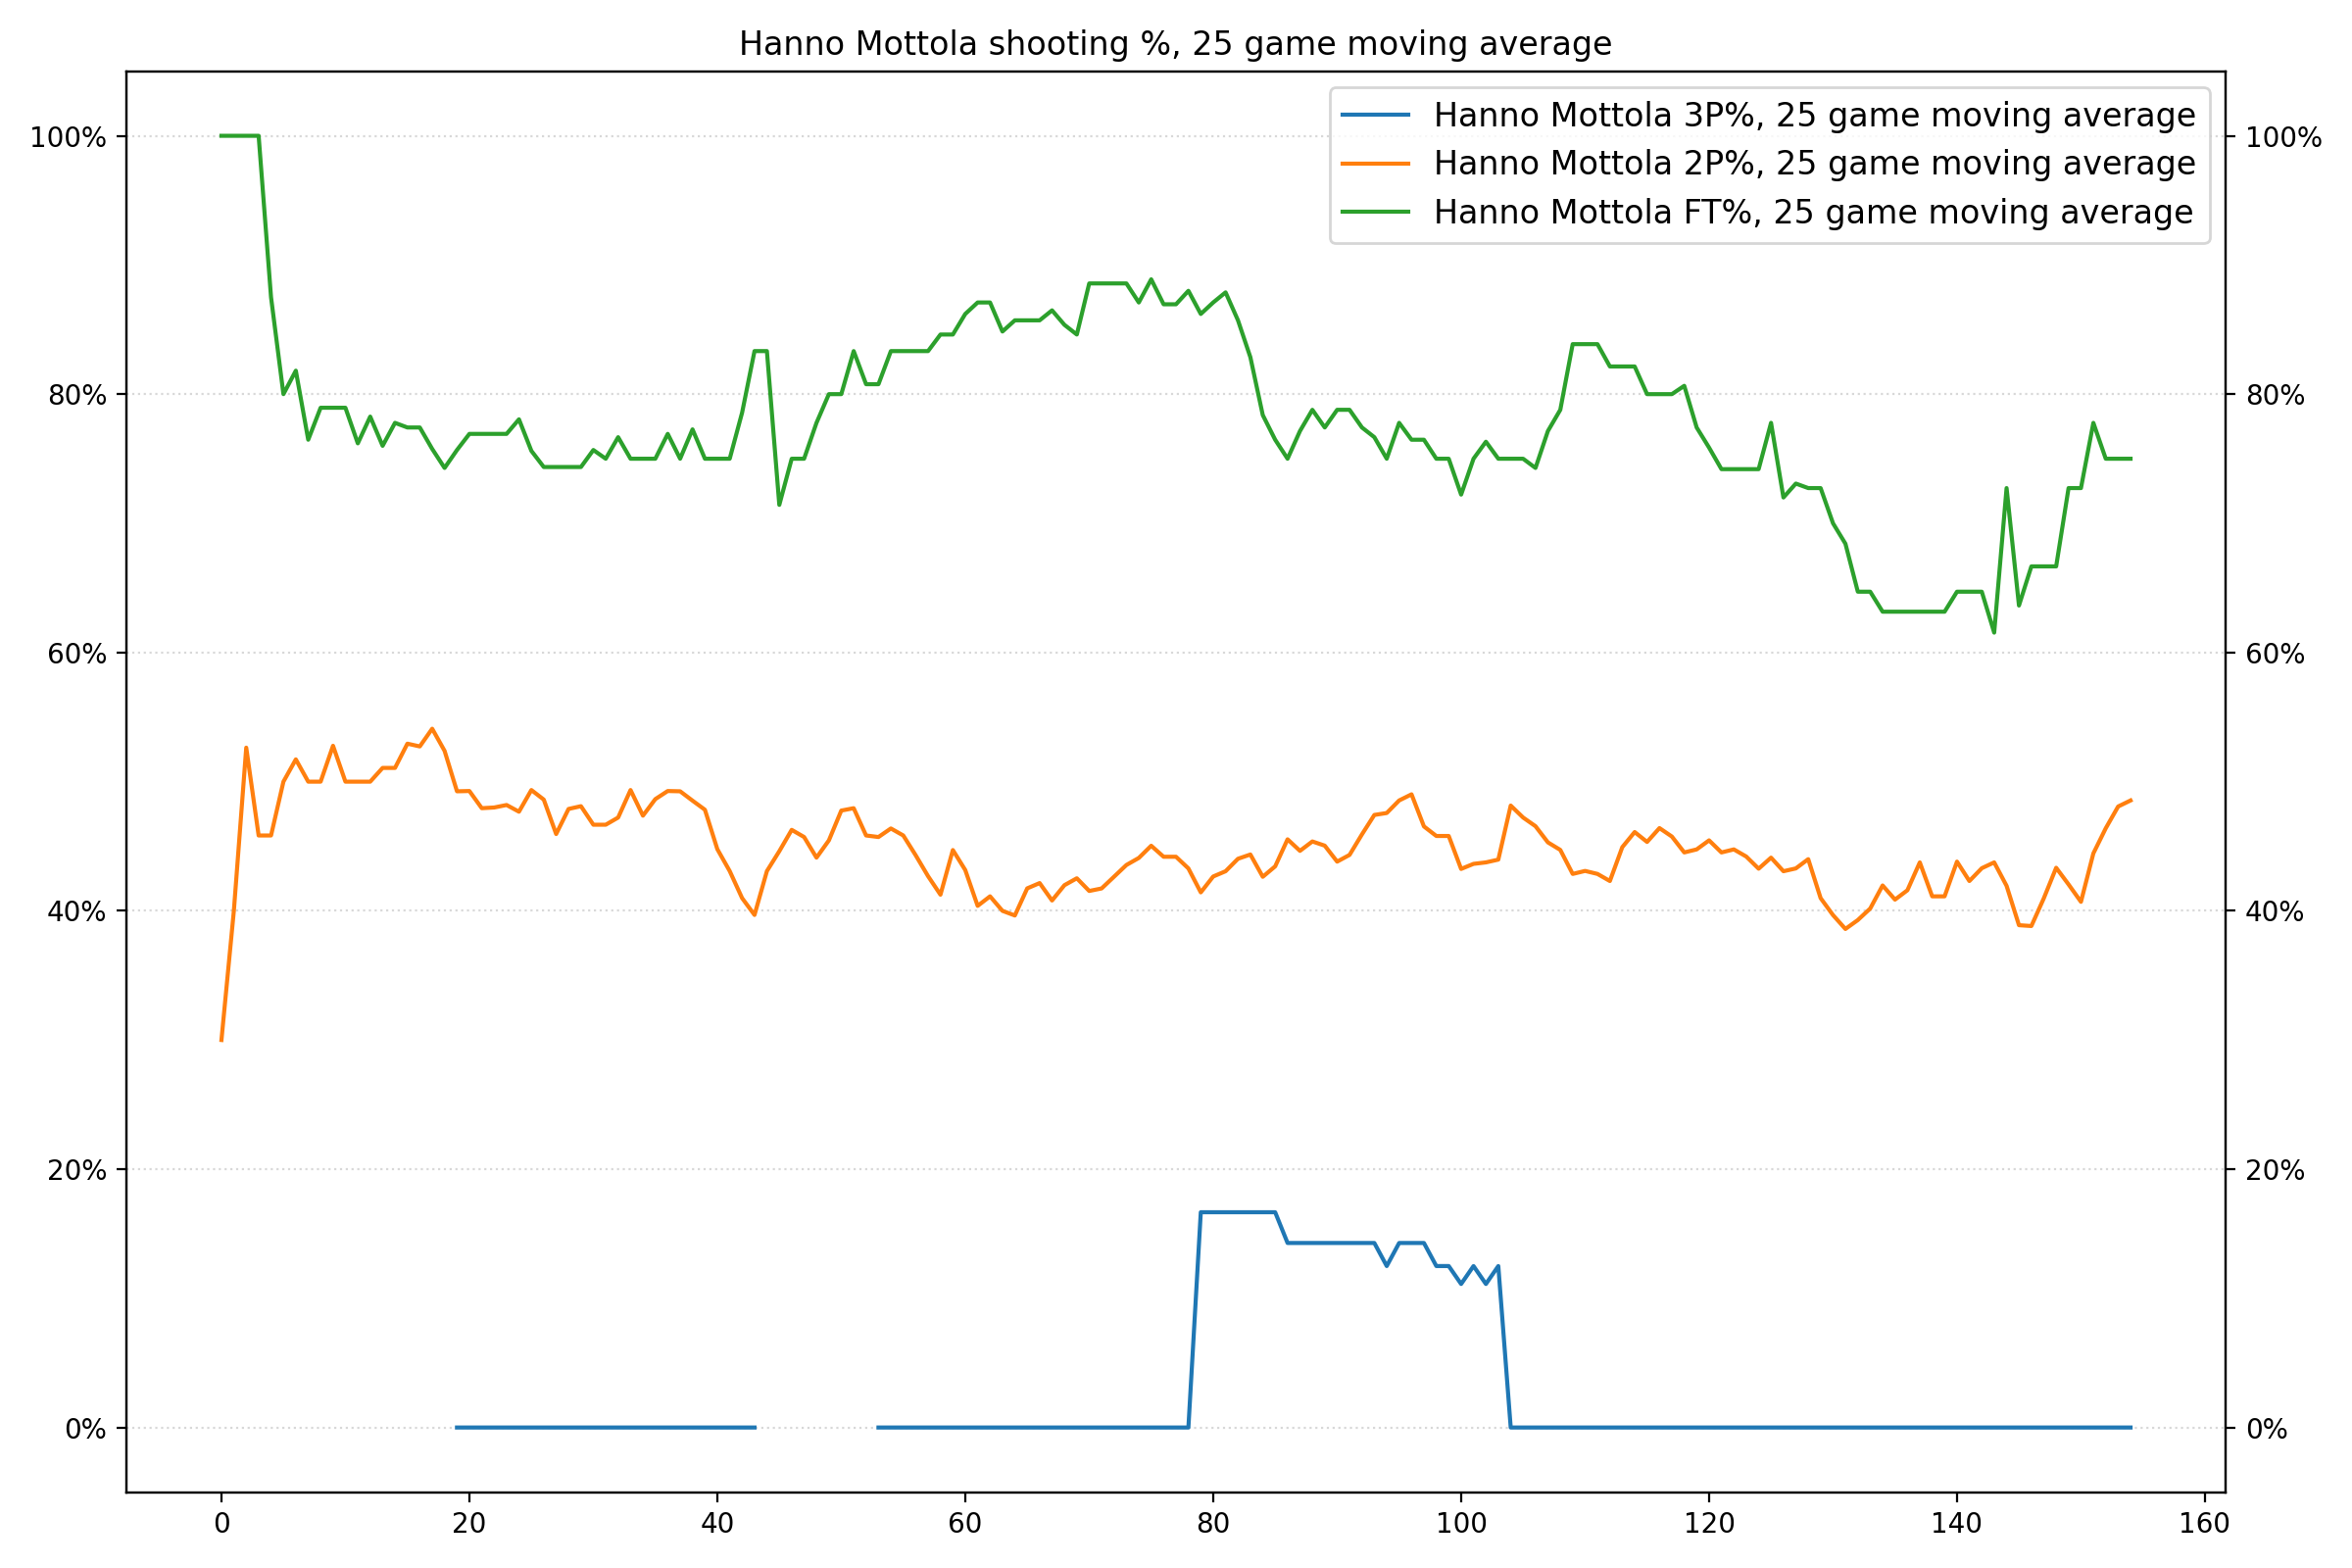 Hanno Mottola shooting %, 25 game moving average
Hanno Mottola 3P%, 25 game moving average
Hanno Mottola 2P%, 25 game moving average
Hanno Mottola FT%, 25 game moving average
100% 100%
80% 80%
60% 60%
40% 40%
20% 20%
0% 0%
0 20 40 60 80 100 120 140 160